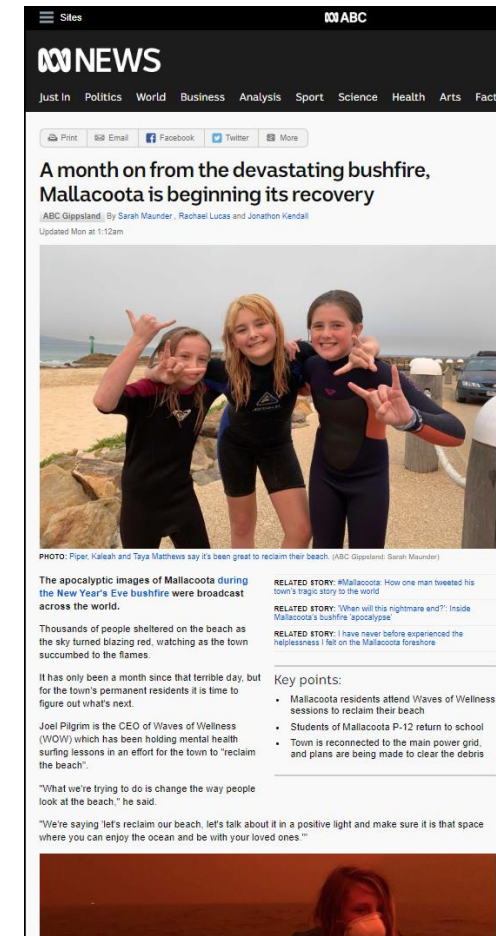 Sites
ABC
NEWS
Just In Politics World Business Analysis Sport Science Health Arts Fact
Print Email Facebook Twitter More
A month on from the devastating bushfire,
Mallacoota is beginning its recovery
ABC Gippsland By Sarah Maunder , Rachael Lucas and Jonathon Kendall
Updated Mon at 1:12am
PHOTO: Piper, Kaleah and Taya Matthews say it's been great to reclaim their beach. (ABC Gippsland: Sarah Maunder)
The apocalyptic images of Mallacoota during
the New Year's Eve bushfire were broadcast
across the world.
Thousands of people sheltered on the beach as
the sky turned blazing red, watching as the town
succumbed to the flames.
It has only been a month since that terrible day, but
for the town's permanent residents it is time to
figure out what's next.
Joel Pilgrim is the CEO of Waves of Wellness
(WOW) which has been holding mental health
surfing lessons in an effort for the town to "reclaim
the beach".
"What we're trying to do is change the way people
look at the beach," he said.
RELATED STORY: #Mallacoota: How one man tweeted his
town's tragic story to the world
RELATED STORY: 'When will this nightmare end?': Inside
Mallacoota's bushfire 'apocalypse'
RELATED STORY: I have never before experienced the
helplessness I felt on the Mallacoota foreshore
Key points:
Mallacoota residents attend Waves of Wellness
sessions to reclaim their beach
Students of Mallacoota P-12 return to school
Town is reconnected to the main power grid,
and plans are being made to clear the debris
"We're saying 'let's reclaim our beach, let's talk about it in a positive light and make sure it is that space
where you can enjoy the ocean and be with your loved ones.'"